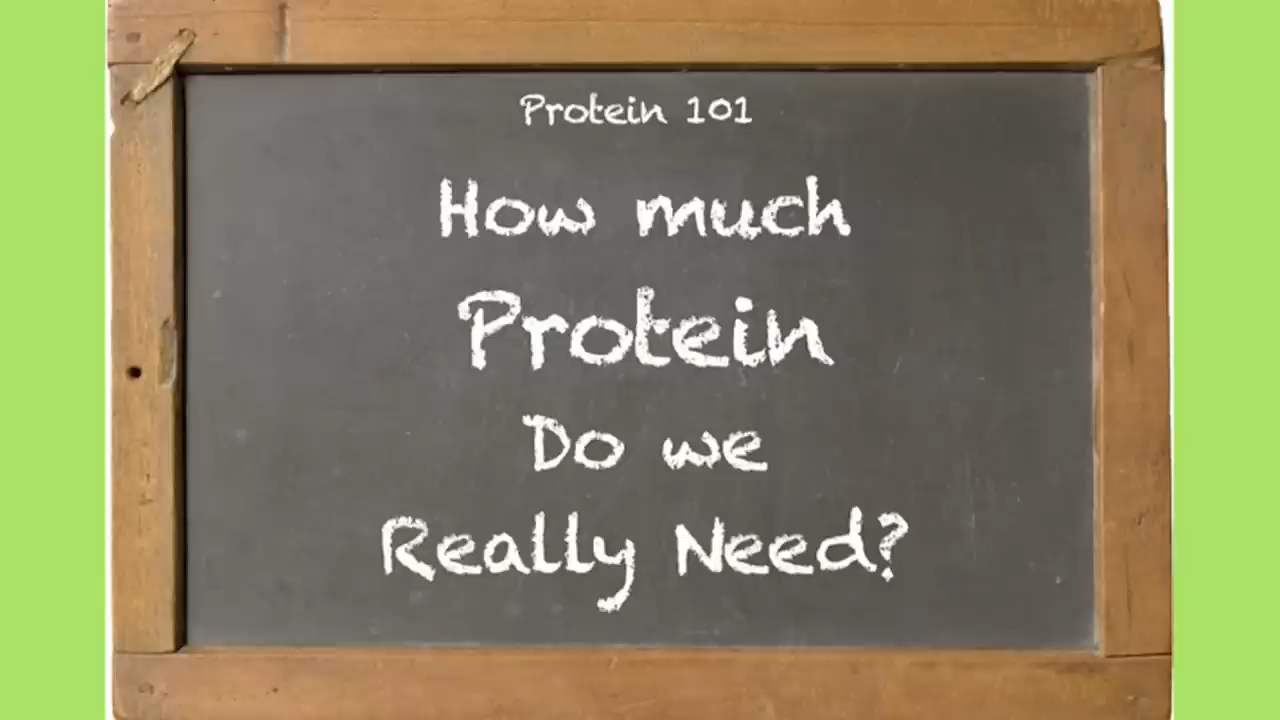 Protein 101
How much
Protein
Do we
Really Need?